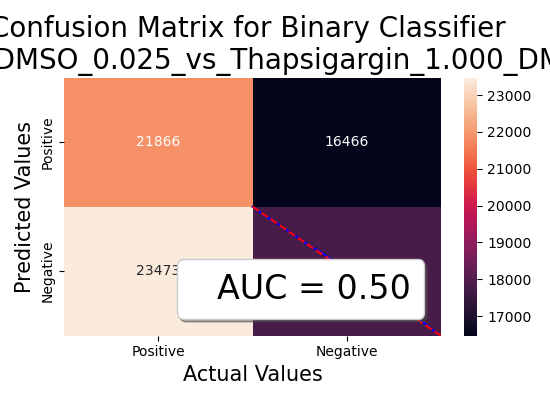 Confusion Matrix for Binary Classifier
DMSO_0.025_vs_Thapsigargin_1.000_DM
21866
16466
23473
AUC = 0.50
Predicted Values
Positive
Negative
Positive
Negative
Actual Values
23000
22000
21000
20000
19000
18000
17000